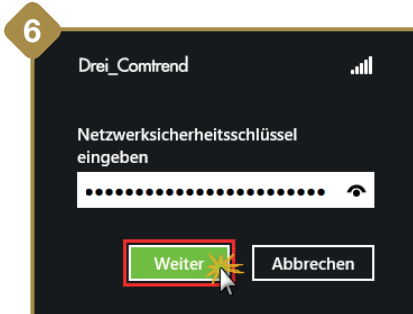 6
Drei_Comtrend
Netzwerksicherheitsschlüssel
eingeben
••••••••••••••••••••••••
Weiter
Abbrechen